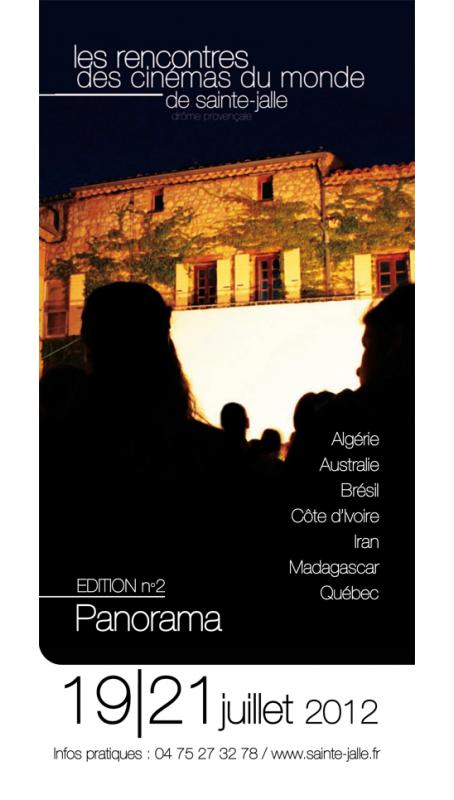 les rencontres
des cinémas du monde
de sainte-jalle
drôme provençale
Algérie
Australie
Brésil
Côte d'Ivoire
Iran
Madagascar
Québec
EDITION n°2
Panorama
19|21 juillet 2012
Infos pratiques : 04 75 27 32 78 / www.sainte-jalle.fr